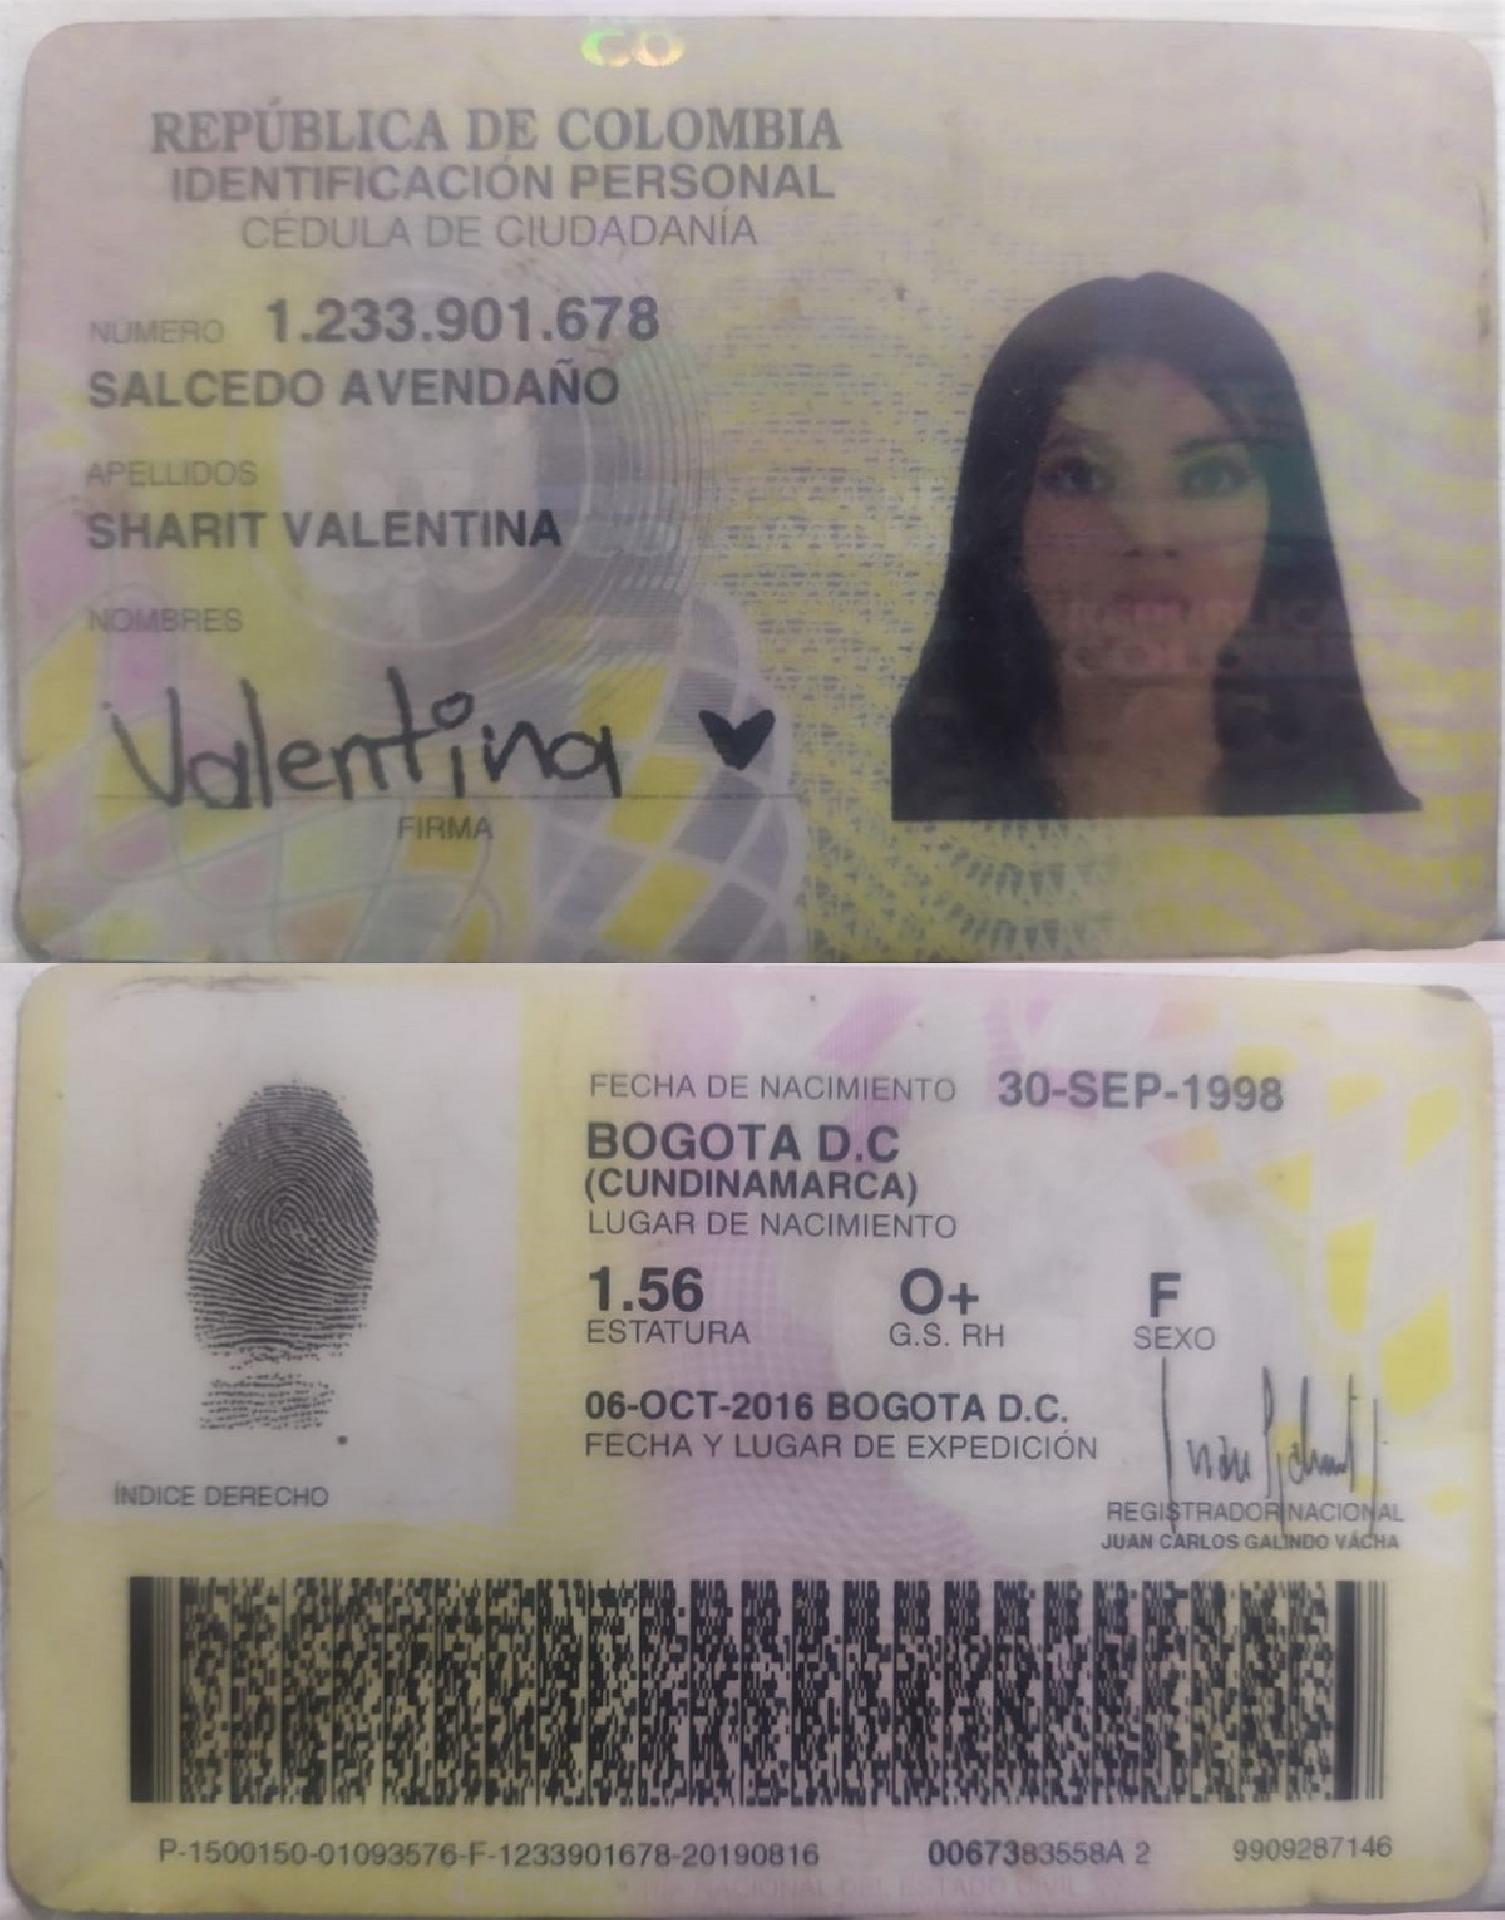 CO
REPÚBLICA DE COLOMBIA
IDENTIFICACIÓN PERSONAL
CÉDULA DE CIUDADANÍA
NÚMERO 1.233.901.678
SALCEDO AVENDAÑO
APELLIDOS
SHARIT VALENTINA
NOMBRES
Valentina
FIRMA
FECHA DE NACIMIENTO 30-SEP-1998
BOGOTA D.C
(CUNDINAMARCA)
LUGAR DE NACIMIENTO
1.56 O+ F
ESTATURA G.S. RH SEXO
06-OCT-2016 BOGOTA D.C.
FECHA Y LUGAR DE EXPEDICIÓN
ÍNDICE DERECHO
REGISTRADOR NACIONAL
JUAN CARLOS GALINDO VÁCHA
P-1500150-01093576-F-1233901678-20190816 0067383558A 2 9909287146